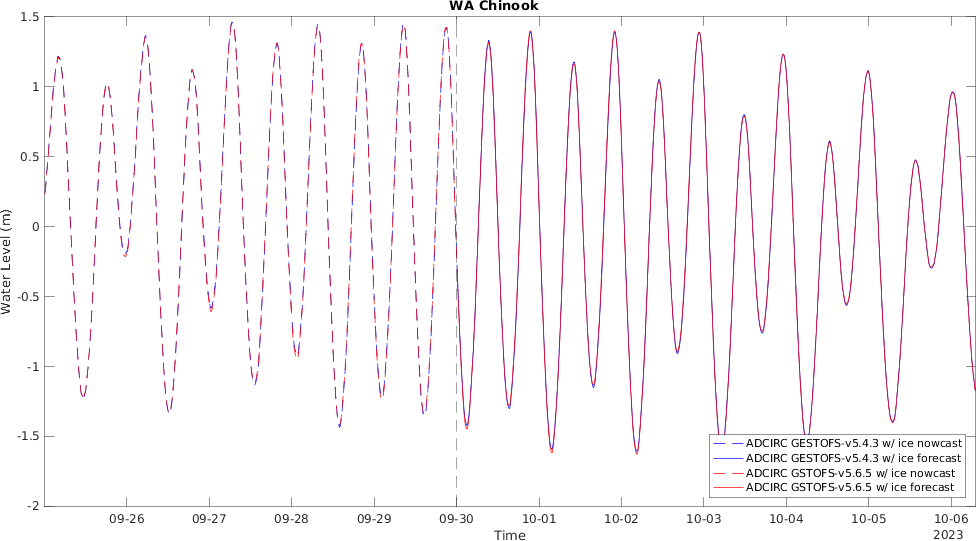 WA Chinook
1.5
1
0.5
0
-0.5
-1
-1.5
-2
Water Level (m)
ADCIRC GESTOFS-v5.4.3 w/ ice nowcast
ADCIRC GESTOFS-v5.4.3 w/ ice forecast
ADCIRC GSTOFS-v5.6.5 w/ ice nowcast
ADCIRC GSTOFS-v5.6.5 w/ ice forecast
09-26 09-27 09-28 09-29 09-30 10-01 10-02 10-03 10-04 10-05 10-06
2023
Time